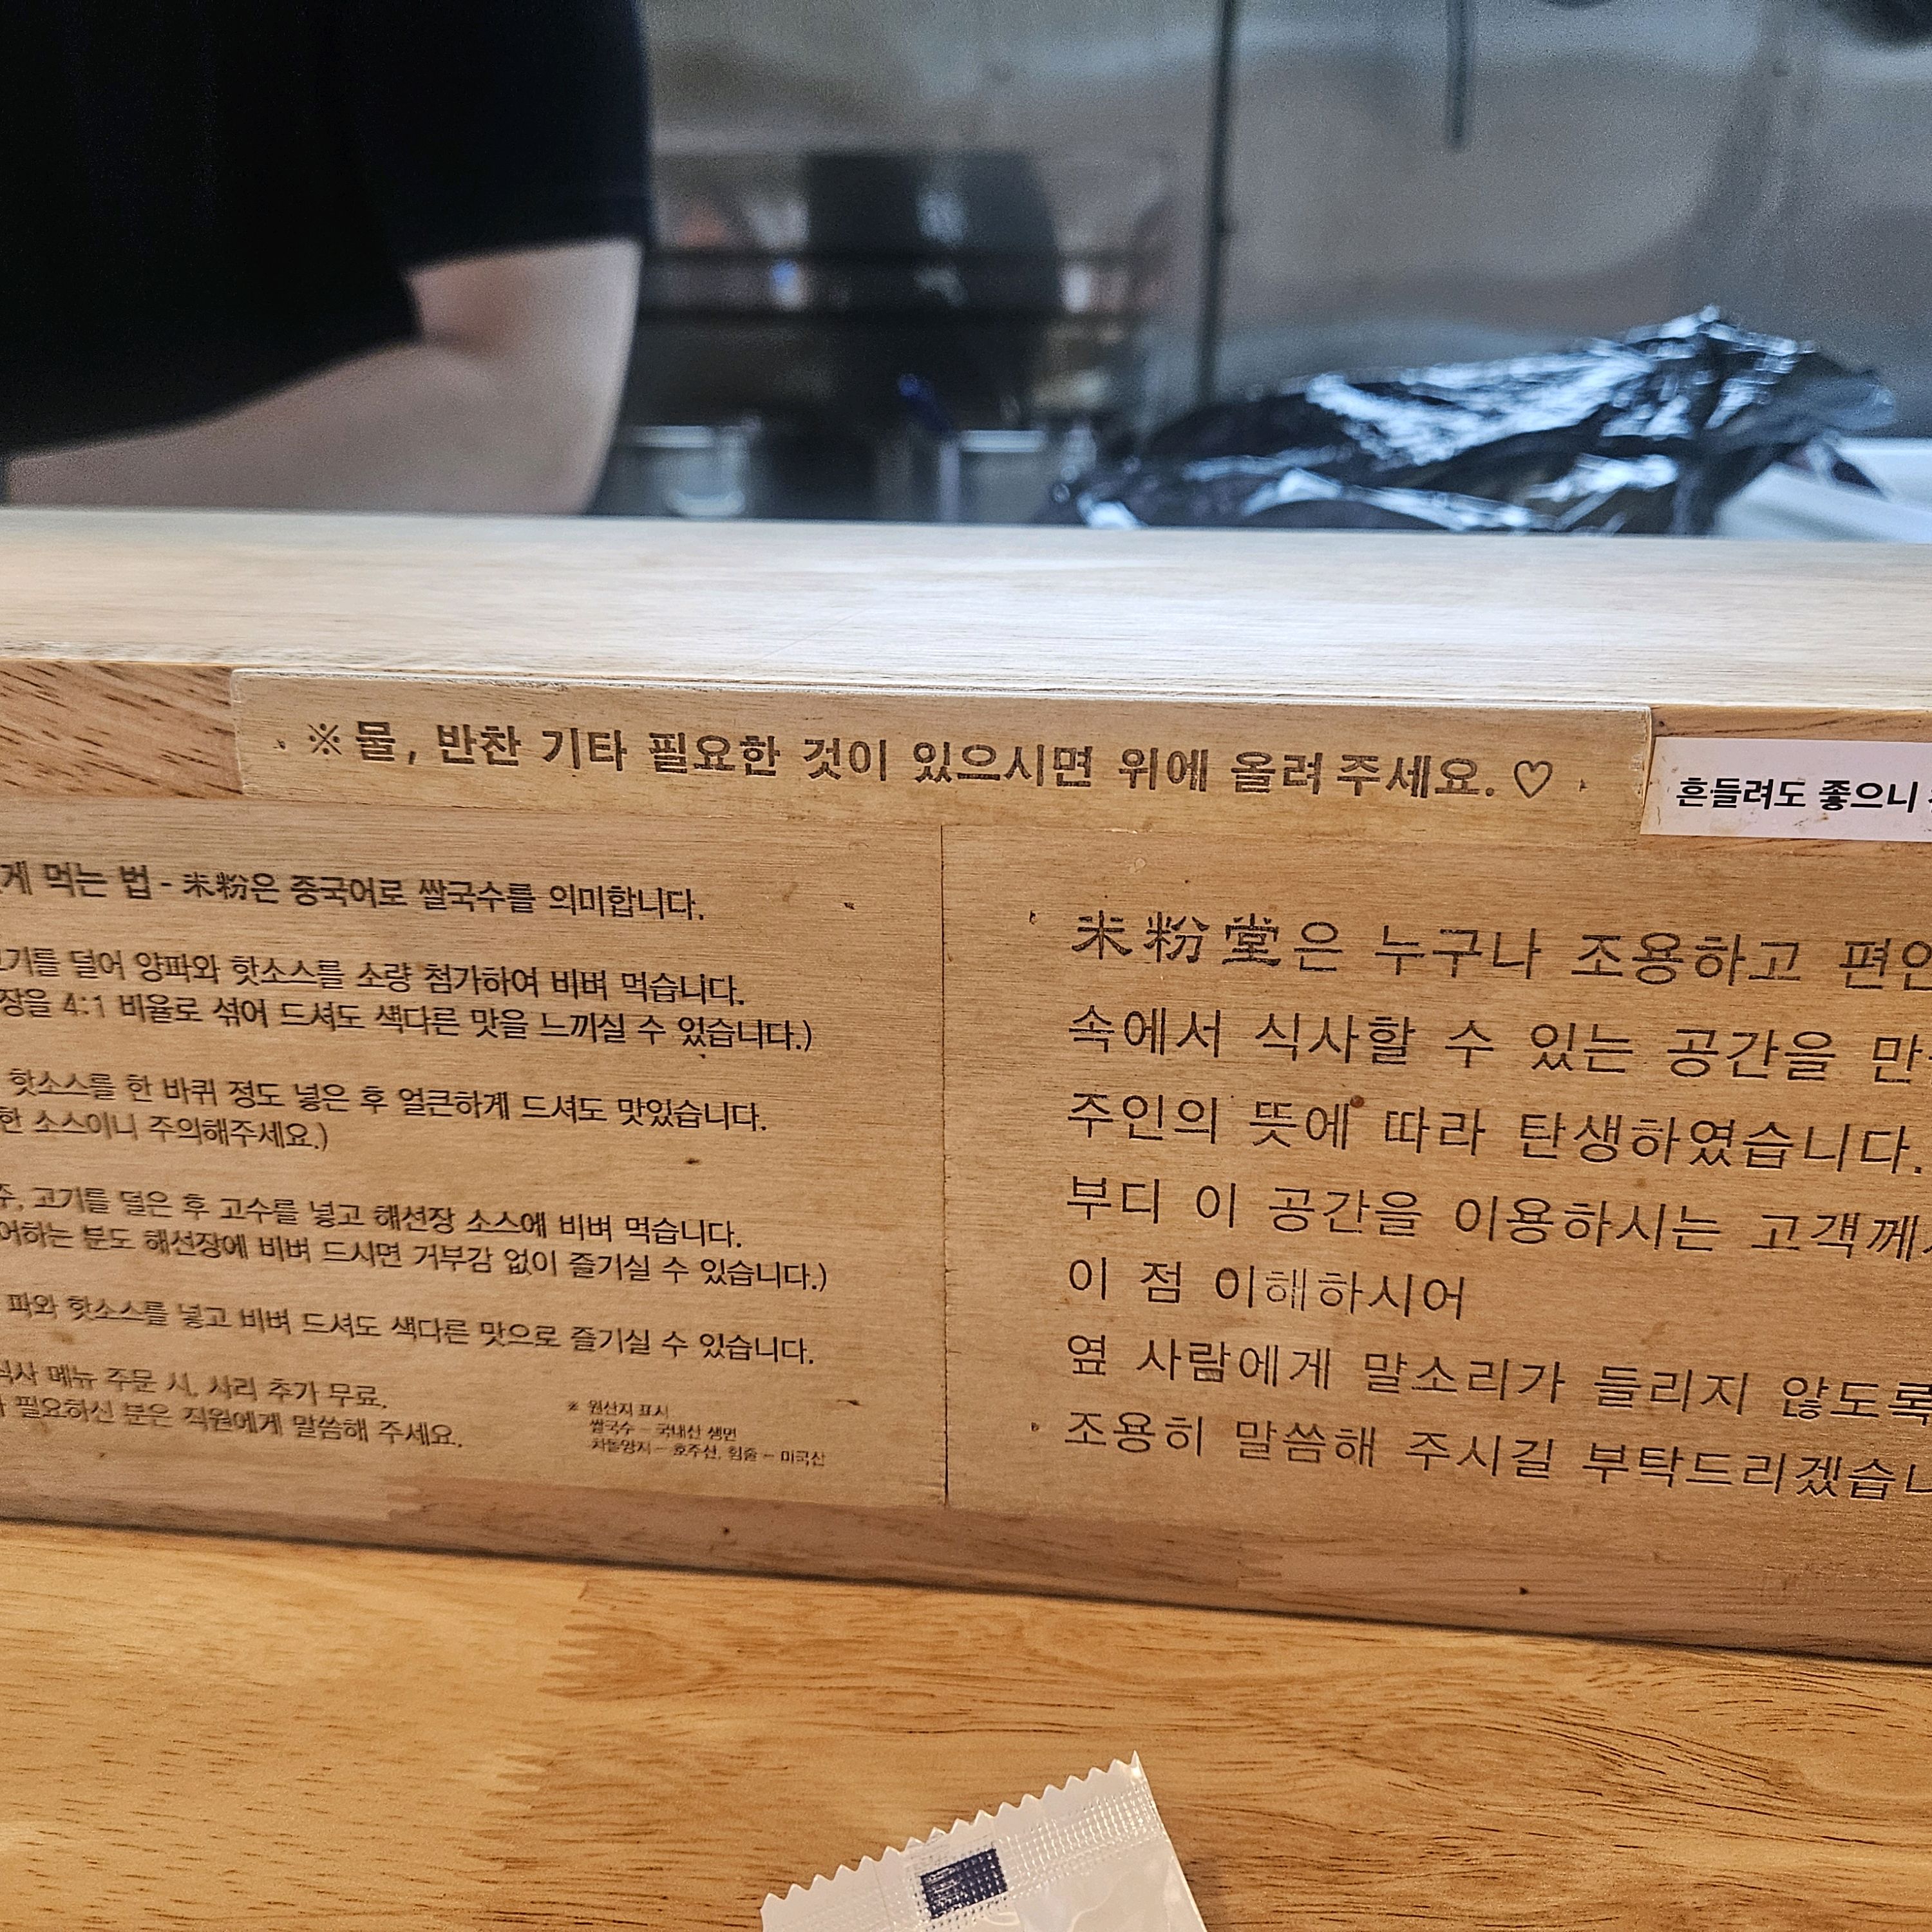 ※물, 반찬 기타 필요한 것이 있으시면 위에 올려주세요.♡
흔들려도 좋으니
게 먹는 법 - 米粉은 중국어로 쌀국수를 의미합니다.
고기를 덜어 양파와 핫소스를 소량 첨가하여 비벼 먹습니다.
장을 4:1 비율로 섞어 드셔도 색다른 맛을 느끼실 수 있습니다.)
핫소스를 한 바퀴 정도 넣은 후 얼큰하게 드셔도 맛있습니다.
한 소스이니 주의해주세요.)
주, 고기를 덜은 후 고수를 넣고 해선장 소스에 비벼 먹습니다.
어하는 분도 해선장에 비벼 드시면 거부감 없이 즐기실 수 있습니다.)
파와 핫소스를 넣고 비벼 드셔도 색다른 맛으로 즐기실 수 있습니다.
식사 메뉴 주문 시, 사리 추가 무료.
필요하신 분은 직원에게 말씀해 주세요.
※ 원산지 표시
쌀국수 - 국내산 생면
차돌양지 - 호주산, 힘줄 - 미국산
米粉堂은 누구나 조용하고
속에서 식사할 수 있는 공간을
주인의 뜻에 따라 탄생하였습니다.
부디 이 공간을 이용하시는 고객께
이 점 이해하시어
옆 사람에게 말소리가 들리지 않도록
조용히 말씀해 주시길 부탁드리겠습